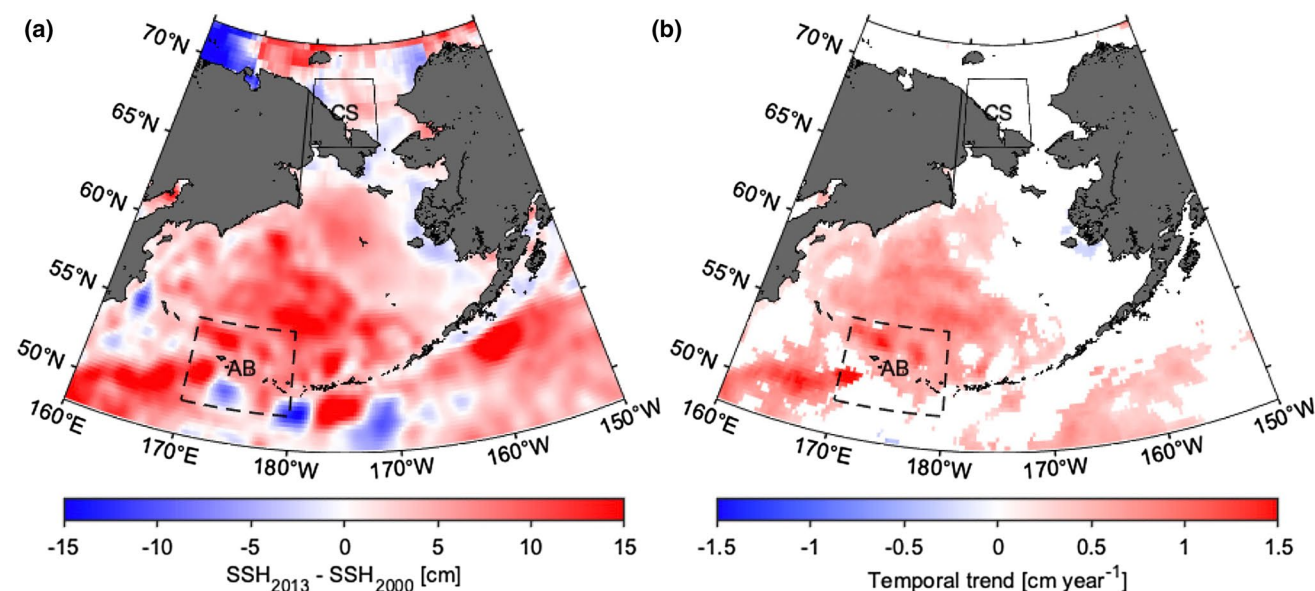 (a)
70°N
65°N
60°N
55°N
50°N
160°E
170°E
180°W
170°W
160°W
150°W
CS
AB
-15 -10 -5 0 5 10 15
SSH₂₀₁₃ - SSH₂₀₀₀ [cm]
(b)
70°N
65°N
60°N
55°N
50°N
160°E
170°E
180°W
170°W
160°W
150°W
CS
AB
-1.5 -1 -0.5 0 0.5 1 1.5
Temporal trend [cm year⁻¹]